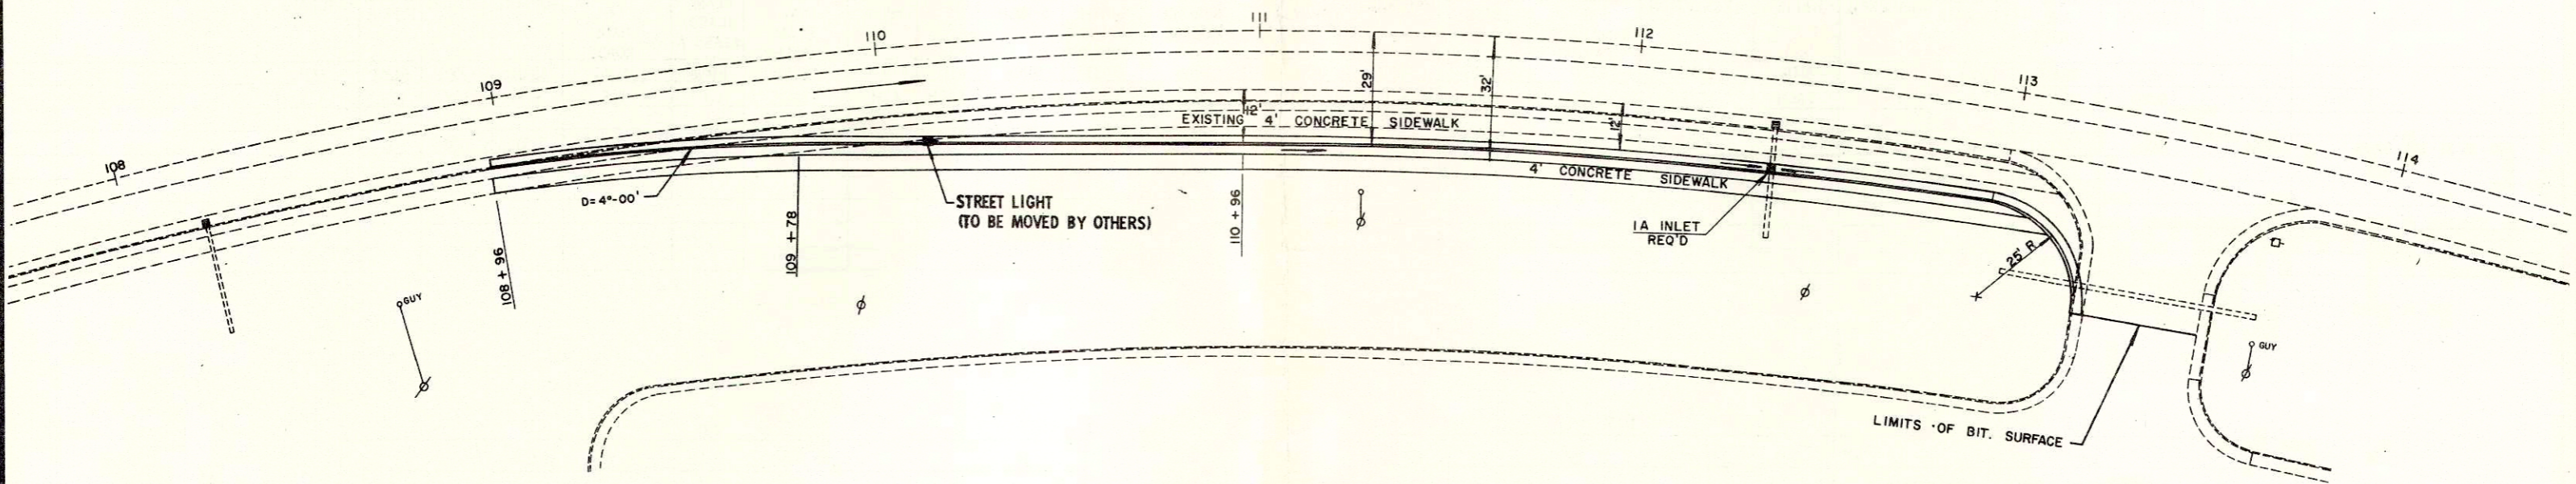 108
109
110
111
112
113
114
29'
32'
12'
12'
EXISTING 4' CONCRETE SIDEWALK
4' CONCRETE SIDEWALK
D=4°-00'
STREET LIGHT
(TO BE MOVED BY OTHERS)
1A INLET
REQ'D
25' R
108 + 96
109 + 78
110 + 96
GUY
GUY
LIMITS OF BIT. SURFACE